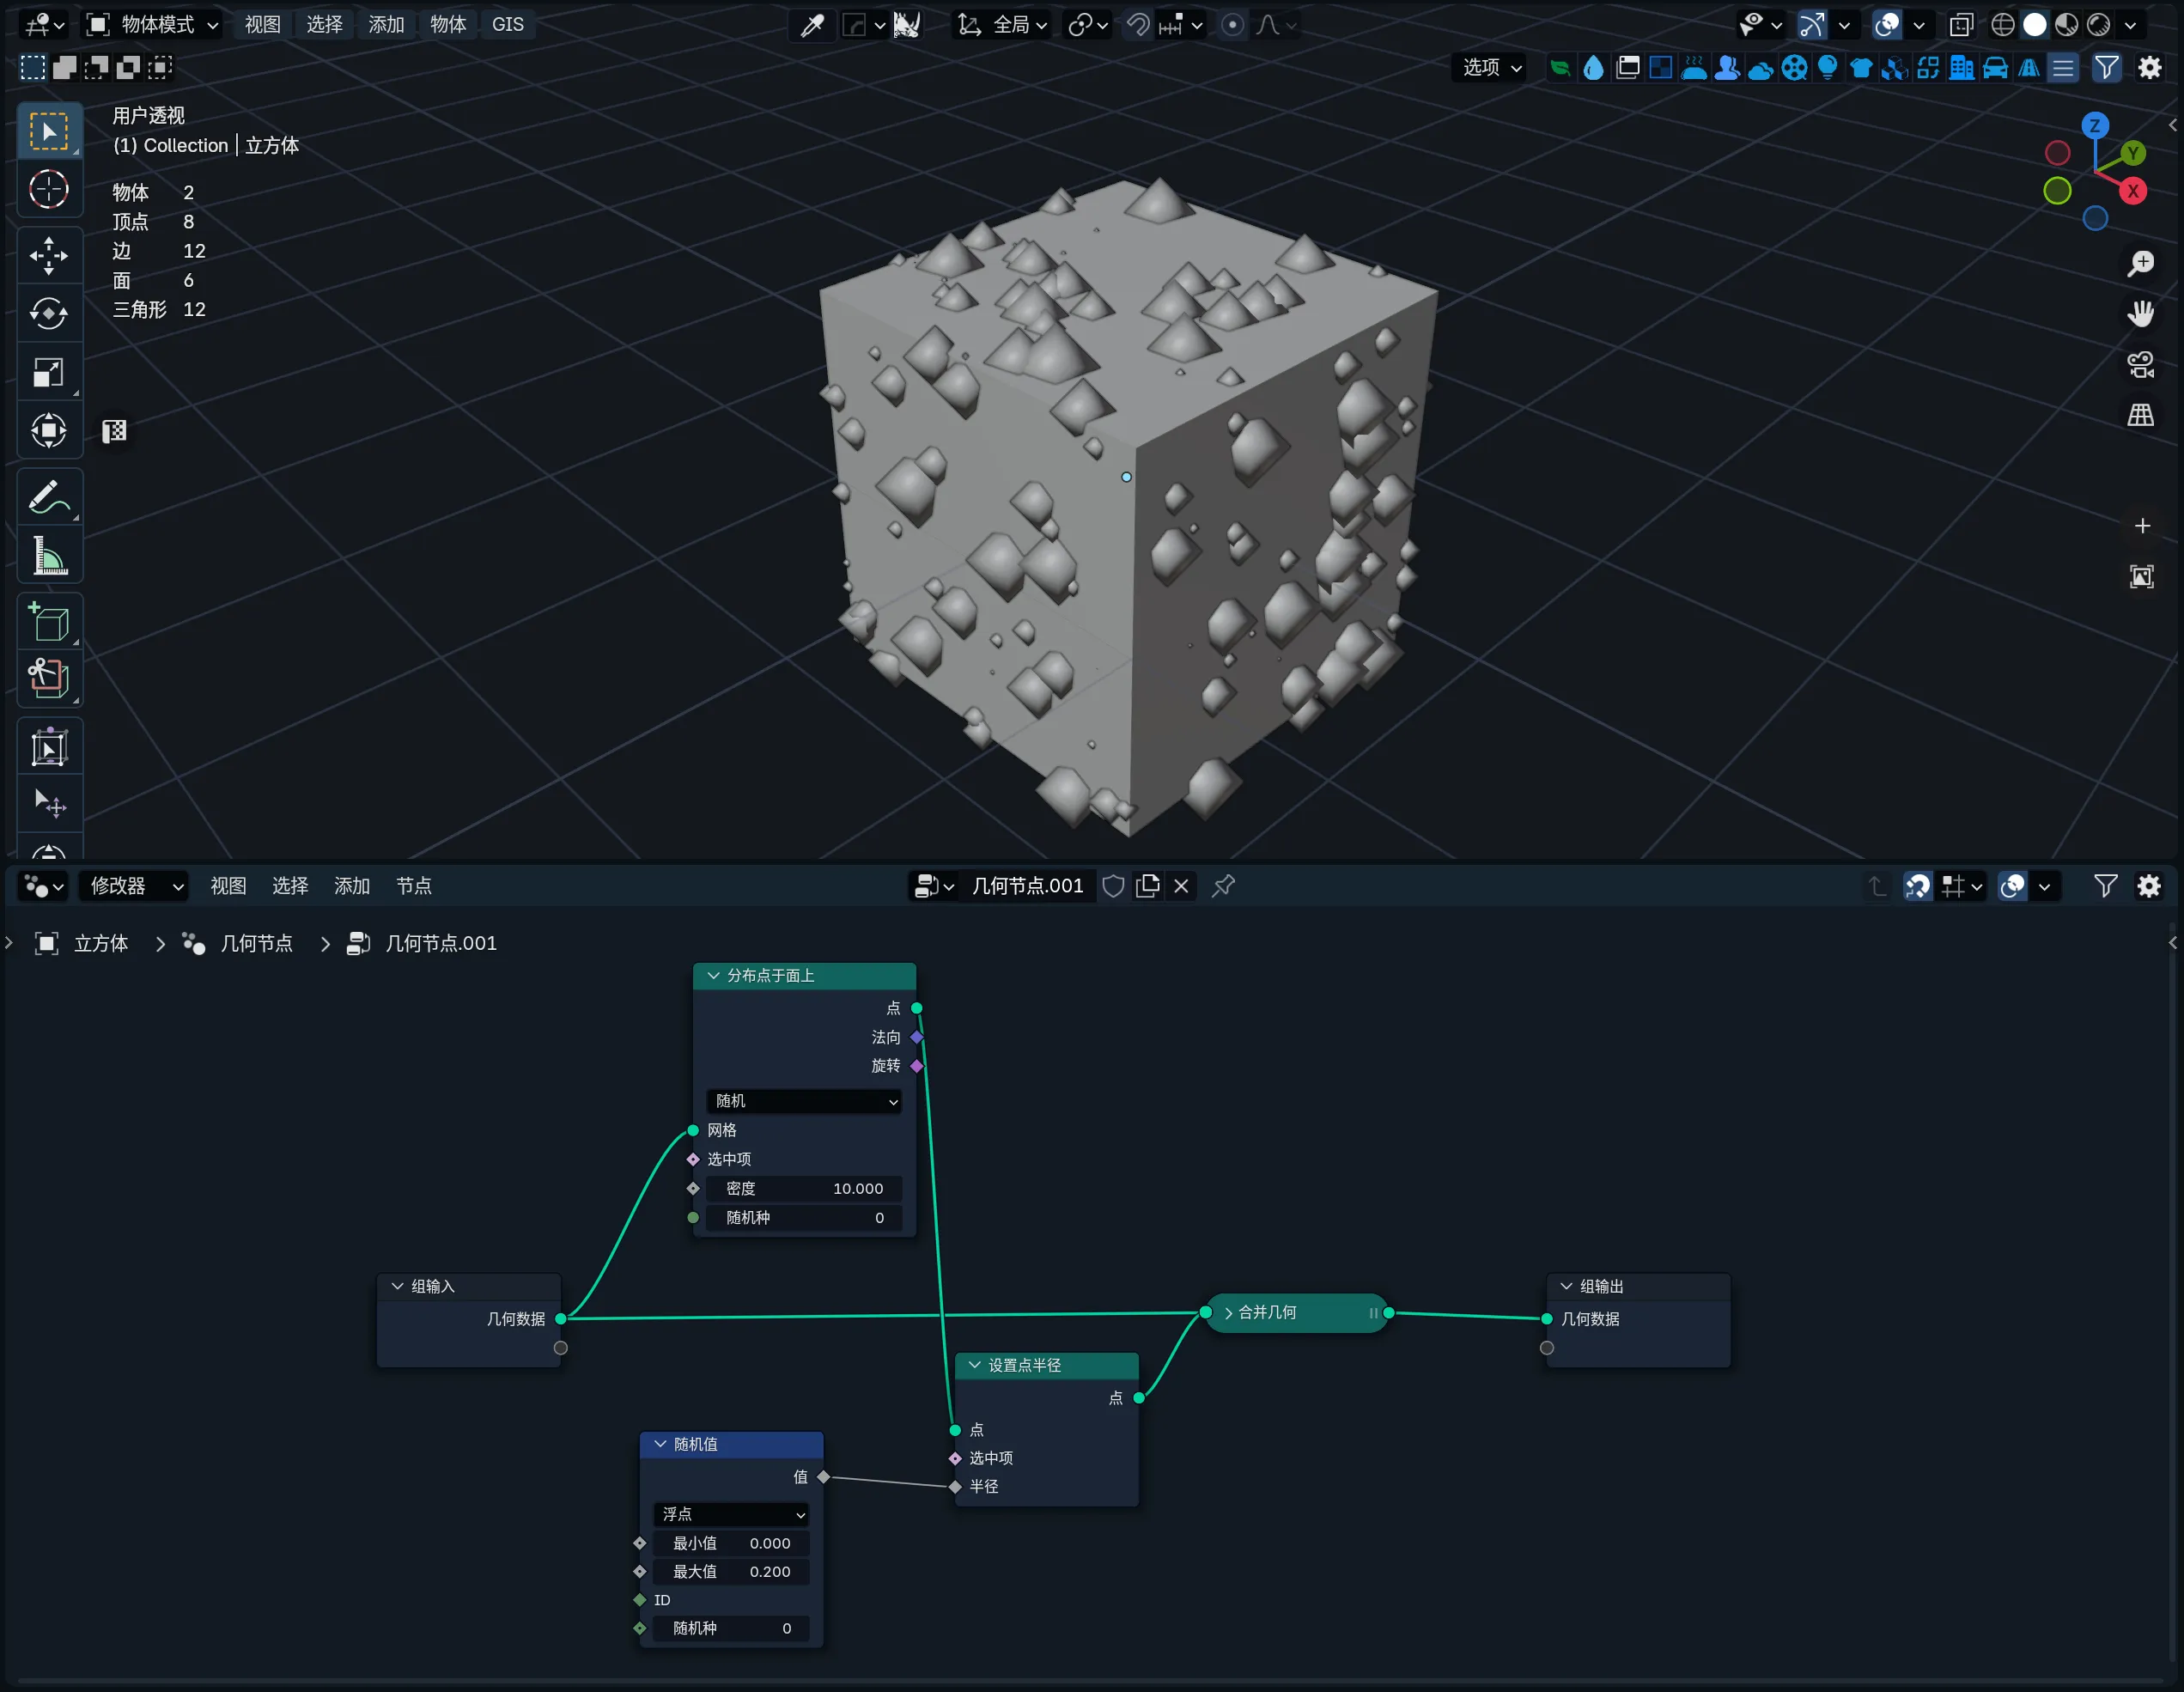 物体模式 视图 选择 添加 物体 GIS 全局
选项
用户透视
(1) Collection | 立方体
物体 2
顶点 8
边 12
面 6
三角形 12
Z
Y
X
修改器 视图 选择 添加 节点 几何节点.001
立方体 几何节点 几何节点.001
分布点于面上
点
法向
旋转
随机
网格
选中项
密度 10.000
随机种 0
组输入
几何数据
合并几何
组输出
几何数据
设置点半径
点
点
选中项
半径
随机值
值
浮点
最小值 0.000
最大值 0.200
ID
随机种 0